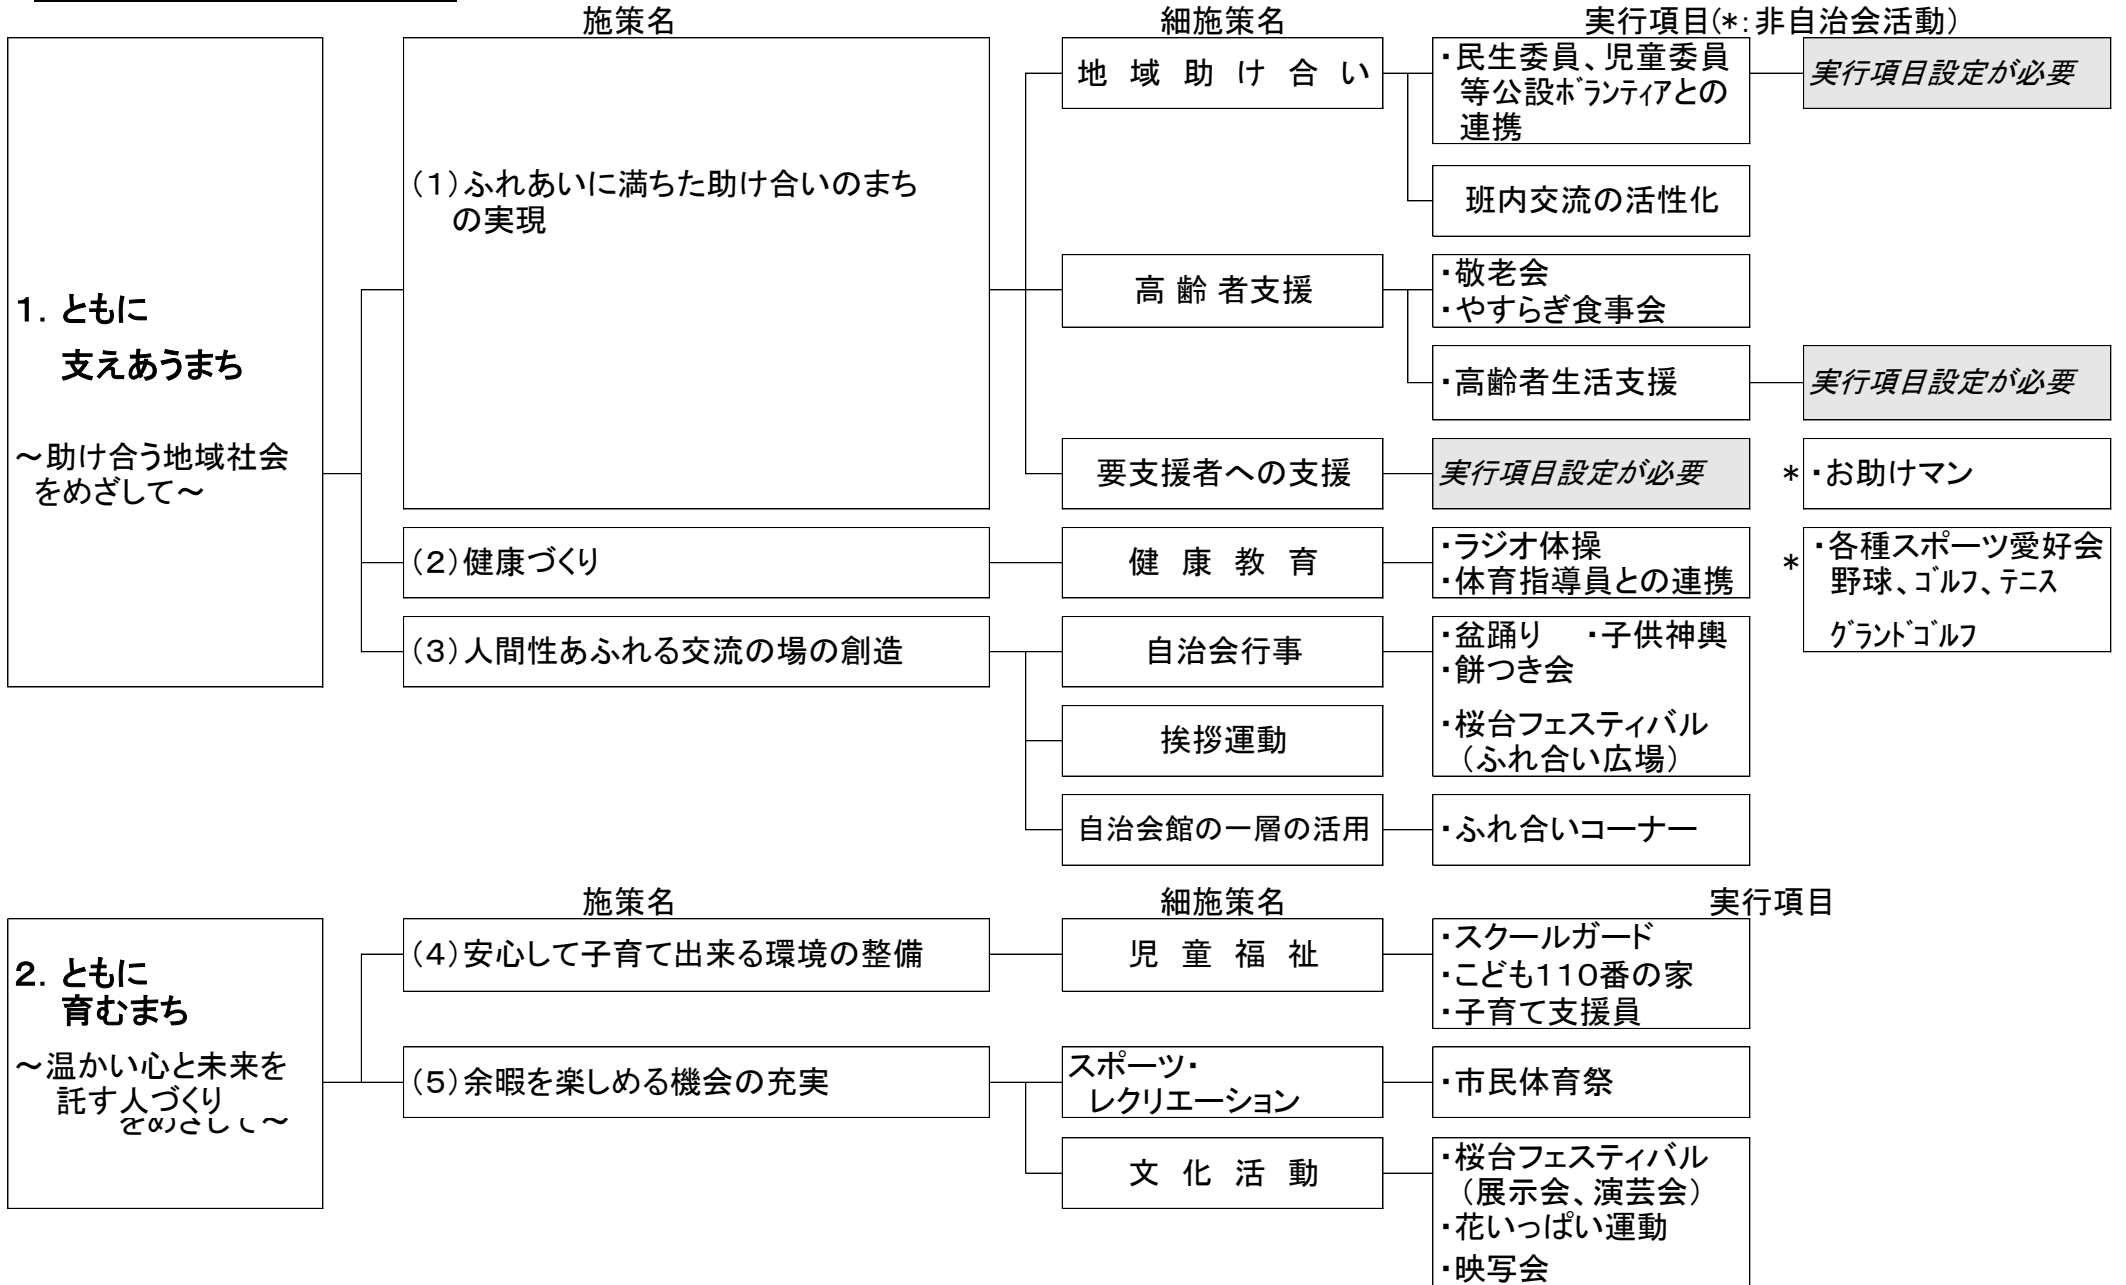 施策名
細施策名
実行項目(*:非自治会活動)
1．ともに
支えあうまち
～助け合う地域社会
をめざして～
(1)ふれあいに満ちた助け合いのまち
の実現
地 域 助 け 合 い
・民生委員、児童委員
等公設ﾎﾞランティアとの
連携
実行項目設定が必要
班内交流の活性化
高 齢 者支援
・敬老会
・やすらぎ食事会
・高齢者生活支援
実行項目設定が必要
要支援者への支援
実行項目設定が必要
*
・お助けマン
(2)健康づくり
健 康 教 育
・ラジオ体操
・体育指導員との連携
*
・各種スポーツ愛好会
野球、ｺﾞルフ、テニス
ｸﾞランドｺﾞルフ
(3)人間性あふれる交流の場の創造
自治会行事
・盆踊り ・子供神輿
・餅つき会
・桜台フェスティバル
(ふれ合い広場)
挨拶運動
自治会館の一層の活用
・ふれ合いコーナー
施策名
細施策名
実行項目
2．ともに
育むまち
～温かい心と未来を
託す人づくり
をめざして～
(4)安心して子育て出来る環境の整備
児 童 福 祉
・スクールガード
・こども110番の家
・子育て支援員
(5)余暇を楽しめる機会の充実
スポーツ・
レクリエーション
・市民体育祭
文 化 活 動
・桜台フェスティバル
(展示会、演芸会)
・花いっぱい運動
・映写会